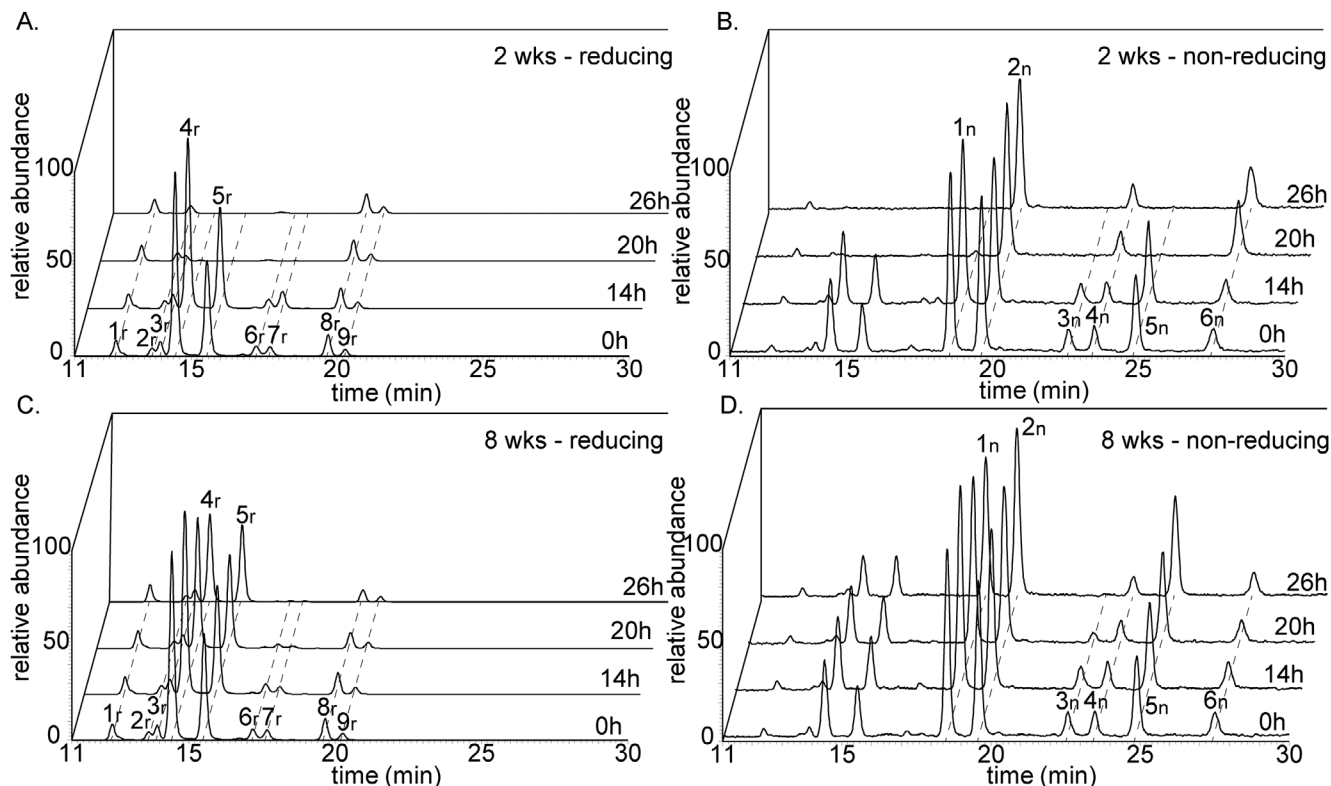 A.
2 wks - reducing
relative abundance
100
50
0
4r
5r
26h
20h
14h
0h
1r
2r
3r
6r
7r
8r
9r
11
15
20
25
30
time (min)
B.
2 wks - non-reducing
relative abundance
100
50
0
1n
2n
26h
20h
14h
0h
3n
4n
5n
6n
11
15
20
25
30
time (min)
C.
8 wks - reducing
relative abundance
100
50
0
4r
5r
26h
20h
14h
0h
1r
2r
3r
6r
7r
8r
9r
11
15
20
25
30
time (min)
D.
8 wks - non-reducing
relative abundance
100
50
0
1n
2n
26h
20h
14h
0h
3n
4n
5n
6n
11
15
20
25
30
time (min)